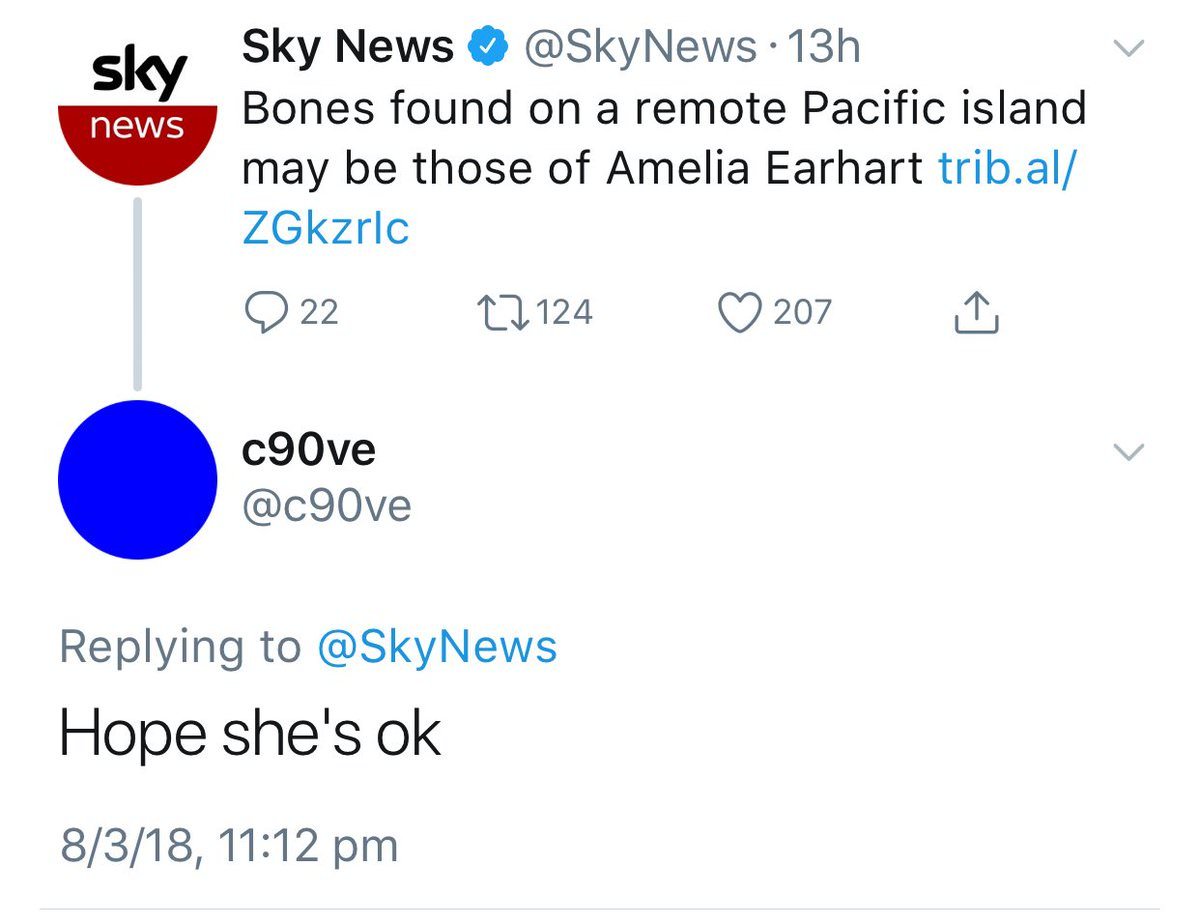 sky
news
Sky News @SkyNews · 13h
Bones found on a remote Pacific island
may be those of Amelia Earhart trib.al/
ZGkzrIc
22 124 207
c90ve
@c90ve
Replying to @SkyNews
Hope she's ok
8/3/18, 11:12 pm